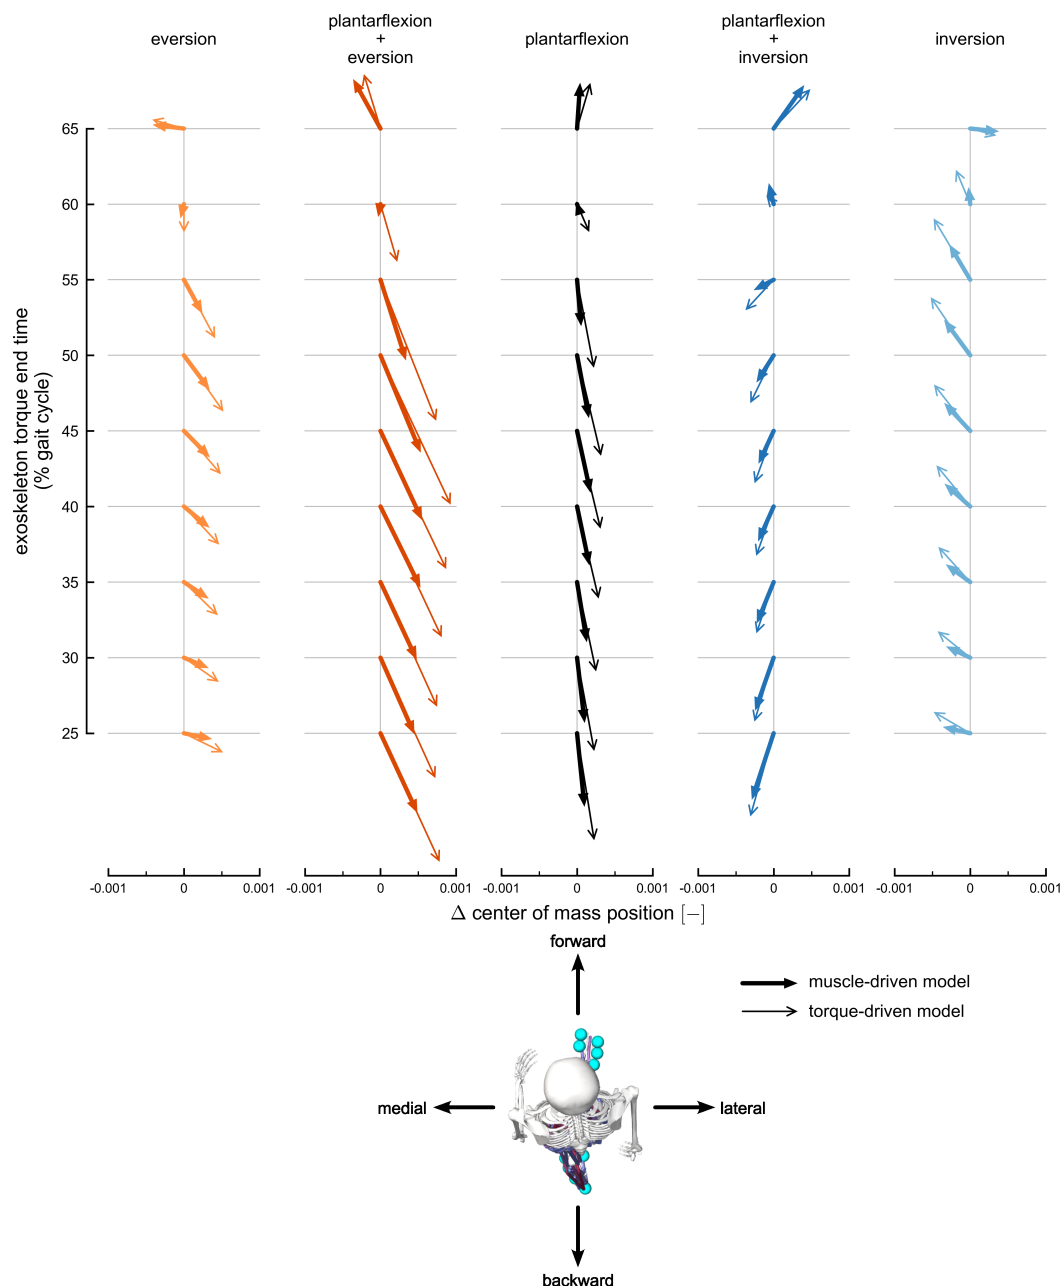 eversion
plantarflexion
+
eversion
plantarflexion
plantarflexion
+
inversion
inversion
exoskeleton torque end time
(% gait cycle)
65
60
55
50
45
40
35
30
25
-0.001 0 0.001
-0.001 0 0.001
-0.001 0 0.001
-0.001 0 0.001
-0.001 0 0.001
Δ center of mass position [−]
forward
muscle-driven model
torque-driven model
medial
lateral
backward